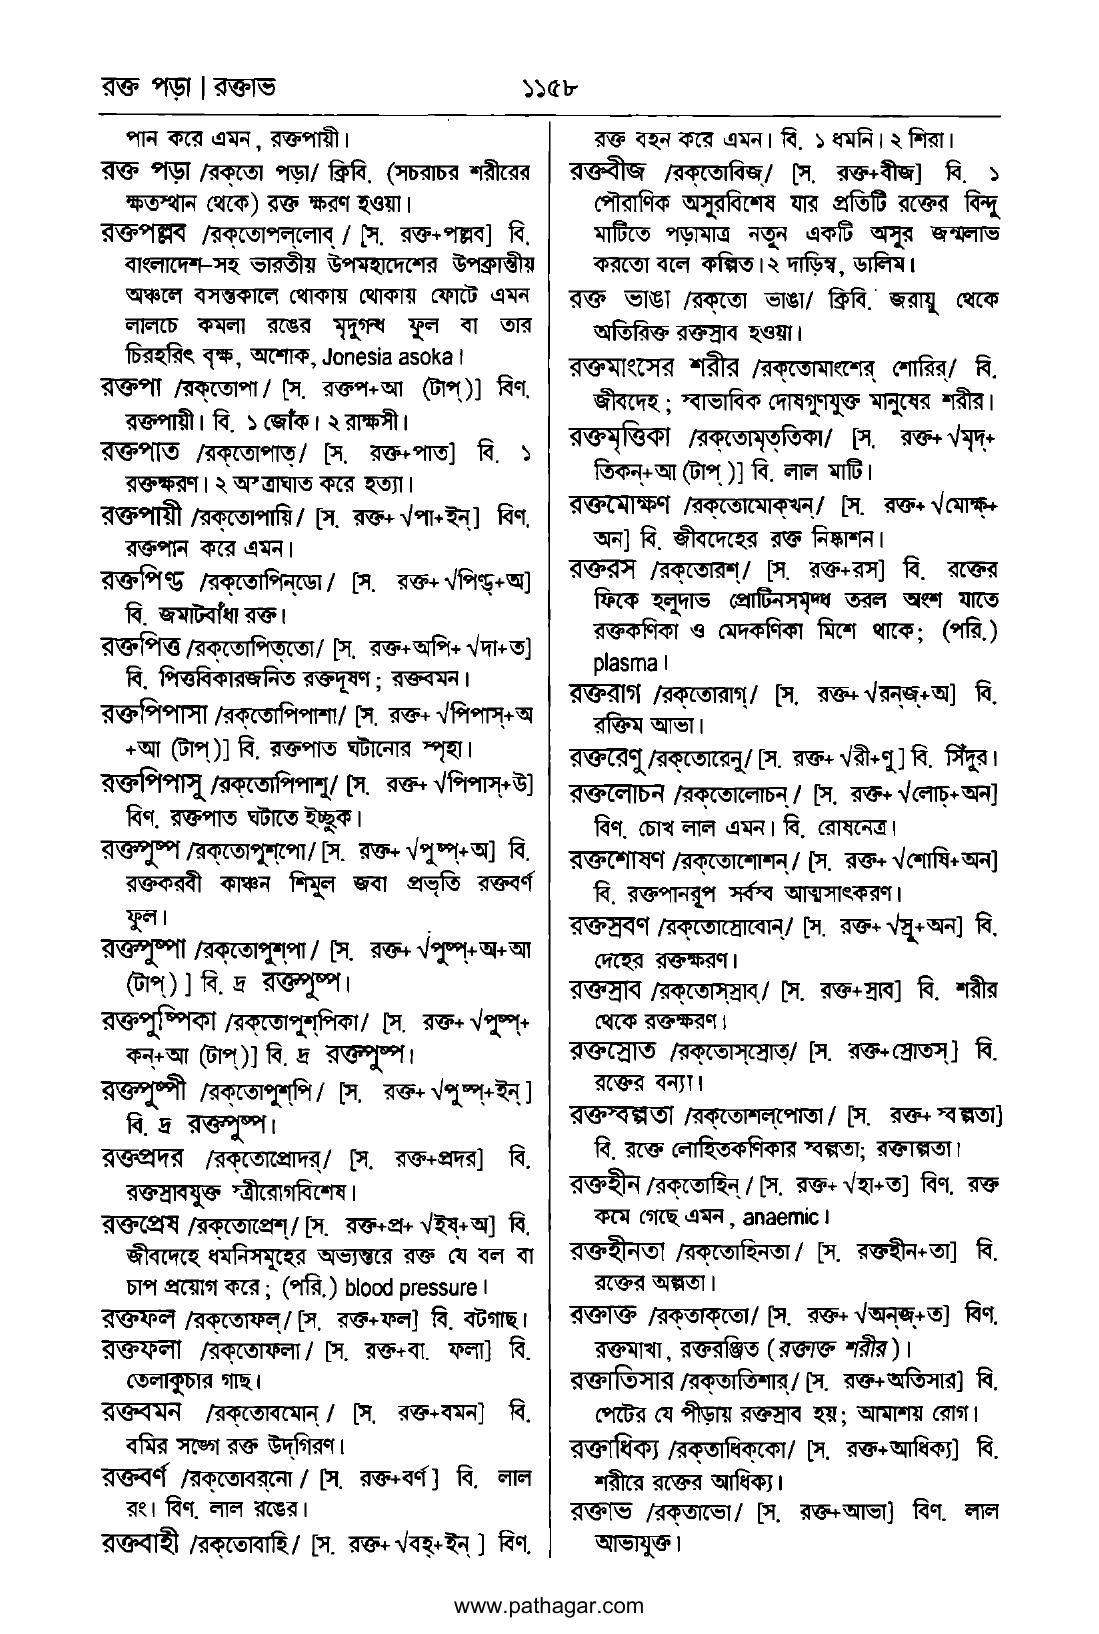 রক্ত পড়া | রক্তাভ
১১৫৮
পান করে এমন, রক্তপায়ী।
রক্ত পড়া /রক্‌তো পড়া/ ক্রিবি. (সচরাচর শরীরের
ক্ষতস্থান থেকে) রক্ত ক্ষরণ হওয়া।
রক্তপল্লব /রক্‌তোপল্‌লোব্ / [স. রক্ত+পল্লব] বি.
বাংলাদেশ-সহ ভারতীয় উপমহাদেশের উপক্রান্তীয়
অঞ্চলে বসন্তকালে থোকায় থোকায় ফোটে এমন
লালচে কমলা রঙের মৃদুগন্ধ ফুল বা তার
চিরহরিৎ বৃক্ষ, অশোক, Jonesia asoka।
রক্তপা /রক্‌তোপা/ [স. রক্তপ+আ (টাপ্)] বিণ.
রক্তপায়ী। বি. ১ জোঁক। ২ রাক্ষসী।
রক্তপাত /রক্‌তোপাত্/ [স. রক্ত+পাত] বি. ১
রক্তক্ষরণ। ২ অস্ত্রাঘাত করে হত্যা।
রক্তপায়ী /রক্‌তোপায়ি/ [স. রক্ত+√পা+ইন্] বিণ.
রক্তপান করে এমন।
রক্তপিণ্ড /রক্‌তোপিন্‌ডো/ [স. রক্ত+√পিণ্ড্+অ]
বি. জমাটবাঁধা রক্ত।
রক্তপিত্ত /রক্‌তোপিত্‌তো/ [স. রক্ত+অপি+√দা+ত]
বি. পিত্তবিকারজনিত রক্তদূষণ; রক্তবমন।
রক্তপিপাসা /রক্‌তোপিপাশা/ [স. রক্ত+√পিপাস্+অ
+আ (টাপ্)] বি. রক্তপাত ঘটানোর স্পৃহা।
রক্তপিপাসু /রক্‌তোপিপাশু/ [স. রক্ত+√পিপাস্+উ]
বিণ. রক্তপাত ঘটাতে ইচ্ছুক।
রক্তপুষ্প /রক্‌তোপুশ্‌পো/ [স. রক্ত+√পুষ্প্+অ] বি.
রক্তকরবী কাঞ্চন শিমুল জবা প্রভৃতি রক্তবর্ণ
ফুল।
রক্তপুষ্পা /রক্‌তোপুশ্‌পা/ [স. রক্ত+√পুষ্প্+অ+আ
(টাপ্)] বি. দ্র রক্তপুষ্প।
রক্তপুষ্পিকা /রক্‌তোপুশ্‌পিকা/ [স. রক্ত+√পুষ্প্+
কন্+আ (টাপ্)] বি. দ্র রক্তপুষ্প।
রক্তপুষ্পী /রক্‌তোপুশ্‌পি/ [স. রক্ত+√পুষ্প্+ইন্]
বি. দ্র রক্তপুষ্প।
রক্তপ্রদর /রক্‌তোপ্রোদর্/ [স. রক্ত+প্রদর] বি.
রক্তস্রাবযুক্ত স্ত্রীরোগবিশেষ।
রক্তপ্রেষ /রক্‌তোপ্রেশ্/ [স. রক্ত+প্র+√ইষ্+অ] বি.
জীবদেহে ধমনিসমূহের অভ্যন্তরে রক্ত যে বল বা
চাপ প্রয়োগ করে; (পরি.) blood pressure।
রক্তফল /রক্‌তোফল্/ [স. রক্ত+ফল] বি. বটগাছ।
রক্তফলা /রক্‌তোফলা/ [স. রক্ত+বা. ফলা] বি.
তেলাকুচার গাছ।
রক্তবমন /রক্‌তোবমোন্/ [স. রক্ত+বমন] বি.
বমির সঙ্গে রক্ত উদ্‌গিরণ।
রক্তবর্ণ /রক্‌তোবর্‌নো/ [স. রক্ত+বর্ণ] বি. লাল
রং। বিণ. লাল রঙের।
রক্তবাহী /রক্‌তোবাহি/ [স. রক্ত+√বহ্+ইন্] বিণ.
রক্ত বহন করে এমন। বি. ১ ধমনি। ২ শিরা।
রক্তবীজ /রক্‌তোবিজ্/ [স. রক্ত+বীজ] বি. ১
পৌরাণিক অসুরবিশেষ যার প্রতিটি রক্তের বিন্দু
মাটিতে পড়ামাত্র নতুন একটি অসুর জন্মলাভ
করতো বলে কল্পিত। ২ দাড়িম্ব, ডালিম।
রক্ত ভাঙা /রক্‌তো ভাঙা/ ক্রিবি. জরায়ু থেকে
অতিরিক্ত রক্তস্রাব হওয়া।
রক্তমাংসের শরীর /রক্‌তোমাংশের্ শোরির্/ বি.
জীবদেহ; স্বাভাবিক দোষগুণযুক্ত মানুষের শরীর।
রক্তমৃত্তিকা /রক্‌তোমৃত্‌তিকা/ [স. রক্ত+√মৃদ্+
তিকন্+আ (টাপ্)] বি. লাল মাটি।
রক্তমোক্ষণ /রক্‌তোমোক্‌খন/ [স. রক্ত+√মোক্ষ্+
অন] বি. জীবদেহের রক্ত নিষ্কাশন।
রক্তরস /রক্‌তোরশ্/ [স. রক্ত+রস] বি. রক্তের
ফিকে হলুদাভ প্রোটিনসমৃদ্ধ তরল অংশ যাতে
রক্তকণিকা ও মেদকণিকা মিশে থাকে; (পরি.)
plasma।
রক্তরাগ /রক্‌তোরাগ্/ [স. রক্ত+√রন্‌জ্+অ] বি.
রক্তিম আভা।
রক্তরেণু /রক্‌তোরেনু/ [স. রক্ত+√রী+ণু] বি. সিঁদুর।
রক্তলোচন /রক্‌তোলোচন্/ [স. রক্ত+√লোচ্+অন]
বিণ. চোখ লাল এমন। বি. রোষনেত্র।
রক্তশোষণ /রক্‌তোশোশন্/ [স. রক্ত+√শোষি+অন]
বি. রক্তপানরূপ সর্বস্ব আত্মসাৎকরণ।
রক্তস্রবণ /রক্‌তোস্রোবোন্/ [স. রক্ত+√স্রু+অন] বি.
দেহের রক্তক্ষরণ।
রক্তস্রাব /রক্‌তোস্‌স্রাব্/ [স. রক্ত+স্রাব] বি. শরীর
থেকে রক্তক্ষরণ।
রক্তস্রোত /রক্‌তোস্‌স্রোত্/ [স. রক্ত+স্রোতস্] বি.
রক্তের বন্যা।
রক্তস্বল্পতা /রক্‌তোশল্‌পোতা/ [স. রক্ত+স্বল্পতা]
বি. রক্তে লোহিতকণিকার স্বল্পতা; রক্তাল্পতা।
রক্তহীন /রক্‌তোহিন্/ [স. রক্ত+√হা+ত] বিণ. রক্ত
কমে গেছে এমন, anaemic।
রক্তহীনতা /রক্‌তোহিনতা/ [স. রক্তহীন+তা] বি.
রক্তের অল্পতা।
রক্তাক্ত /রক্‌তাক্‌তো/ [স. রক্ত+√অন্‌জ্+ত] বিণ.
রক্তমাখা, রক্তরঞ্জিত (রক্তাক্ত শরীর)।
রক্তাতিসার /রক্‌তাতিশার্/ [স. রক্ত+অতিসার] বি.
পেটের যে পীড়ায় রক্তস্রাব হয়; আমাশয় রোগ।
রক্তাধিক্য /রক্‌তাধিক্‌কো/ [স. রক্ত+আধিক্য] বি.
শরীরে রক্তের আধিক্য।
রক্তাভ /রক্‌তাভো/ [স. রক্ত+আভা] বিণ. লাল
আভাযুক্ত।
www.pathagar.com